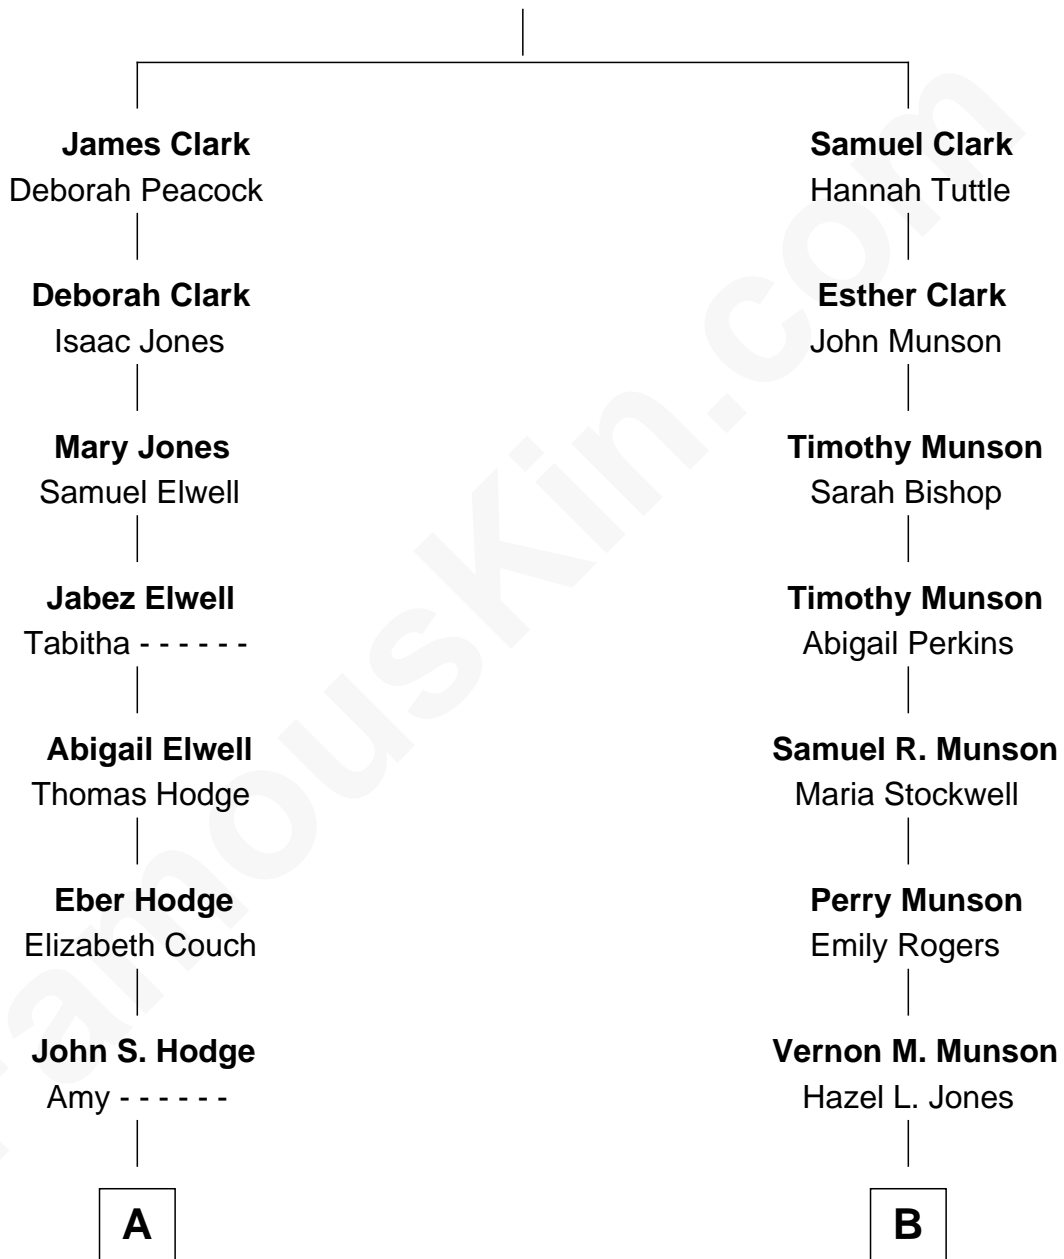 James Clark
Deborah Peacock
Samuel Clark
Hannah Tuttle
Deborah Clark
Isaac Jones
Esther Clark
John Munson
Mary Jones
Samuel Elwell
Timothy Munson
Sarah Bishop
Jabez Elwell
Tabitha - - - - - -
Timothy Munson
Abigail Perkins
Abigail Elwell
Thomas Hodge
Samuel R. Munson
Maria Stockwell
Eber Hodge
Elizabeth Couch
Perry Munson
Emily Rogers
John S. Hodge
Amy - - - - - -
Vernon M. Munson
Hazel L. Jones
A
B
FamousKin.com